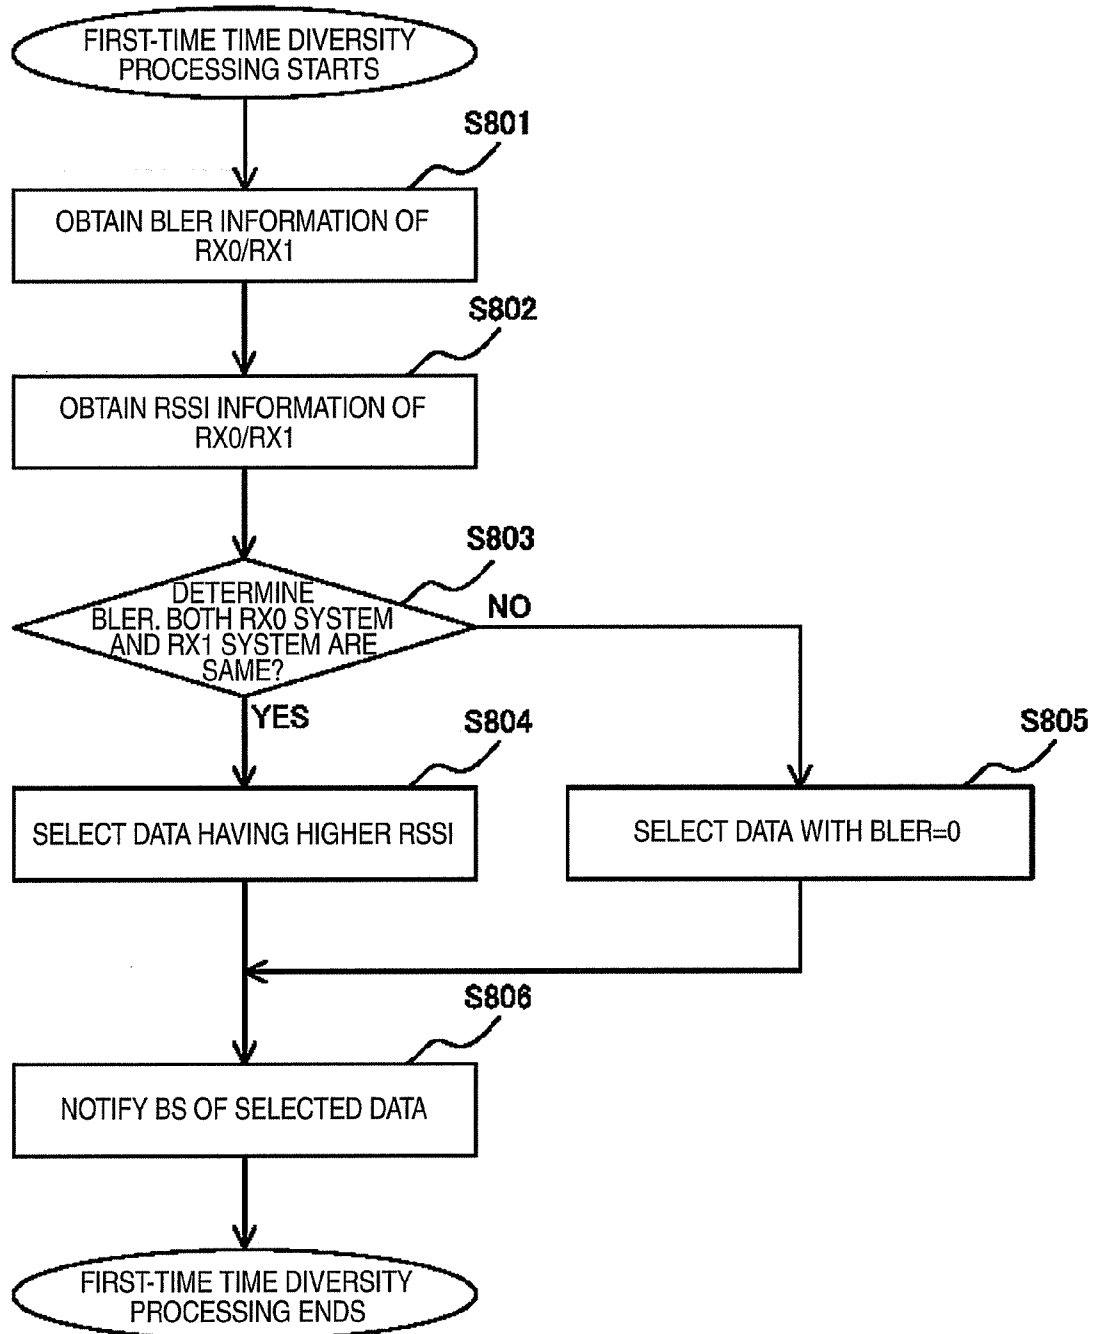 FIRST-TIME TIME DIVERSITY
PROCESSING STARTS
S801
OBTAIN BLER INFORMATION OF
RX0/RX1
S802
OBTAIN RSSI INFORMATION OF
RX0/RX1
S803
DETERMINE
BLER. BOTH RX0 SYSTEM
AND RX1 SYSTEM ARE
SAME?
NO
YES
S804
SELECT DATA HAVING HIGHER RSSI
S805
SELECT DATA WITH BLER=0
S806
NOTIFY BS OF SELECTED DATA
FIRST-TIME TIME DIVERSITY
PROCESSING ENDS